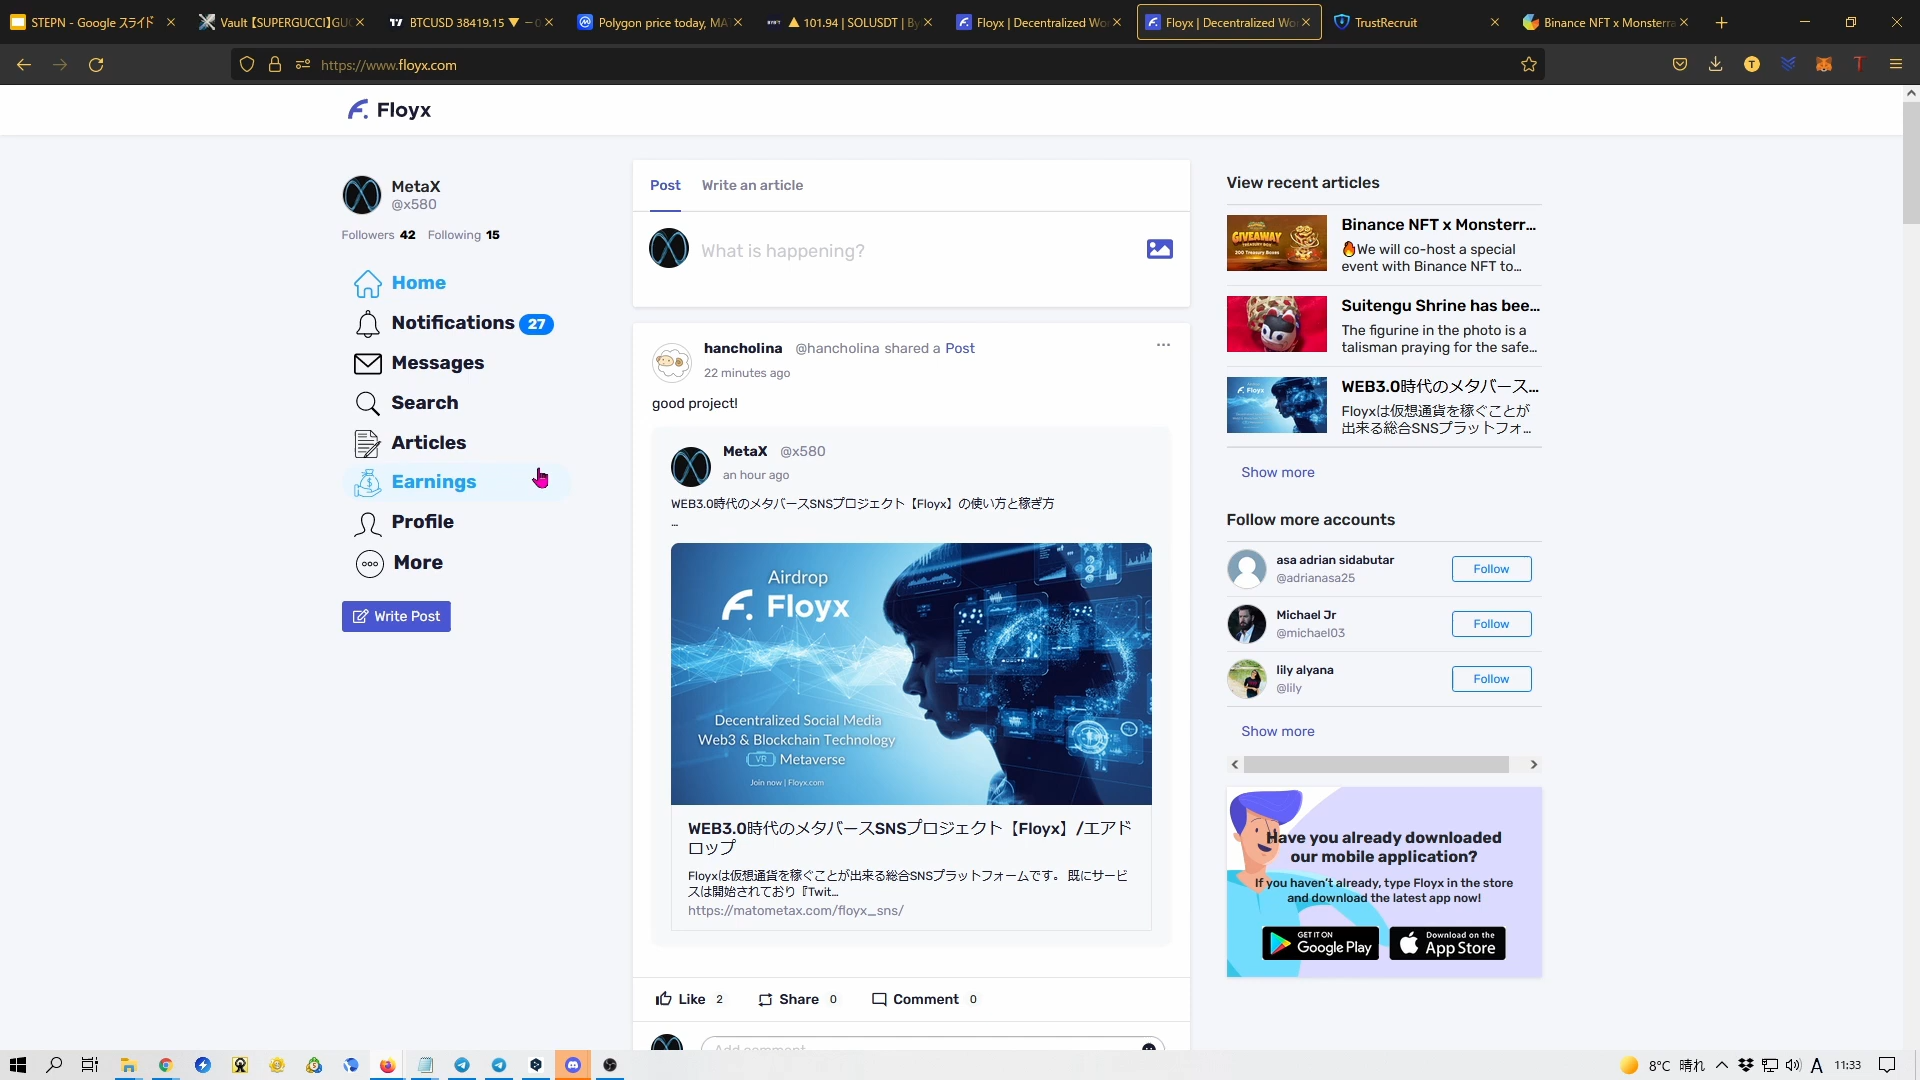 STEPN - Google スライド
Vault 【SUPERGUCCI】GU
BTCUSD 38419.15 ▼ −
Polygon price today, MA
▲ 101.94 | SOLUSDT | By
Floyx | Decentralized Wo
Floyx | Decentralized Wo
TrustRecruit
Binance NFT x Monsterra
https://www.floyx.com
Floyx
MetaX
@x580
Followers 42 Following 15
Home
Notifications 27
Messages
Search
Articles
Earnings
Profile
More
Write Post
Post Write an article
What is happening?
hancholina @hancholina shared a Post
22 minutes ago
good project!
MetaX @x580
an hour ago
WEB3.0時代のメタバースSNSプロジェクト【Floyx】の使い方と稼ぎ方
...
Airdrop
Floyx
Decentralized Social Media
Web3 & Blockchain Technology
VR Metaverse
Join now | Floyx.com
WEB3.0時代のメタバースSNSプロジェクト【Floyx】/エアド
ロップ
Floyxは仮想通貨を稼ぐことが出来る総合SNSプラットフォームです。 既にサービ
スは開始されており『Twit...
https://matometax.com/floyx_sns/
Like 2 Share 0 Comment 0
Add comment
View recent articles
GIVEAWAY
Binance NFT x Monsterr...
🔥We will co-host a special
event with Binance NFT to...
Suitengu Shrine has bee...
The figurine in the photo is a
talisman praying for the safe...
Airdrop
Floyx
WEB3.0時代のメタバース...
Floyxは仮想通貨を稼ぐことが
出来る総合SNSプラットフォ...
Show more
Follow more accounts
asa adrian sidabutar
@adrianasa25
Follow
Michael Jr
@michael03
Follow
lily alyana
@lily
Follow
Show more
Have you already downloaded
our mobile application?
If you haven't already, type Floyx in the store
and download the latest app now!
GET IT ON
Google Play
Download on the
App Store
8°C 晴れ A 11:33